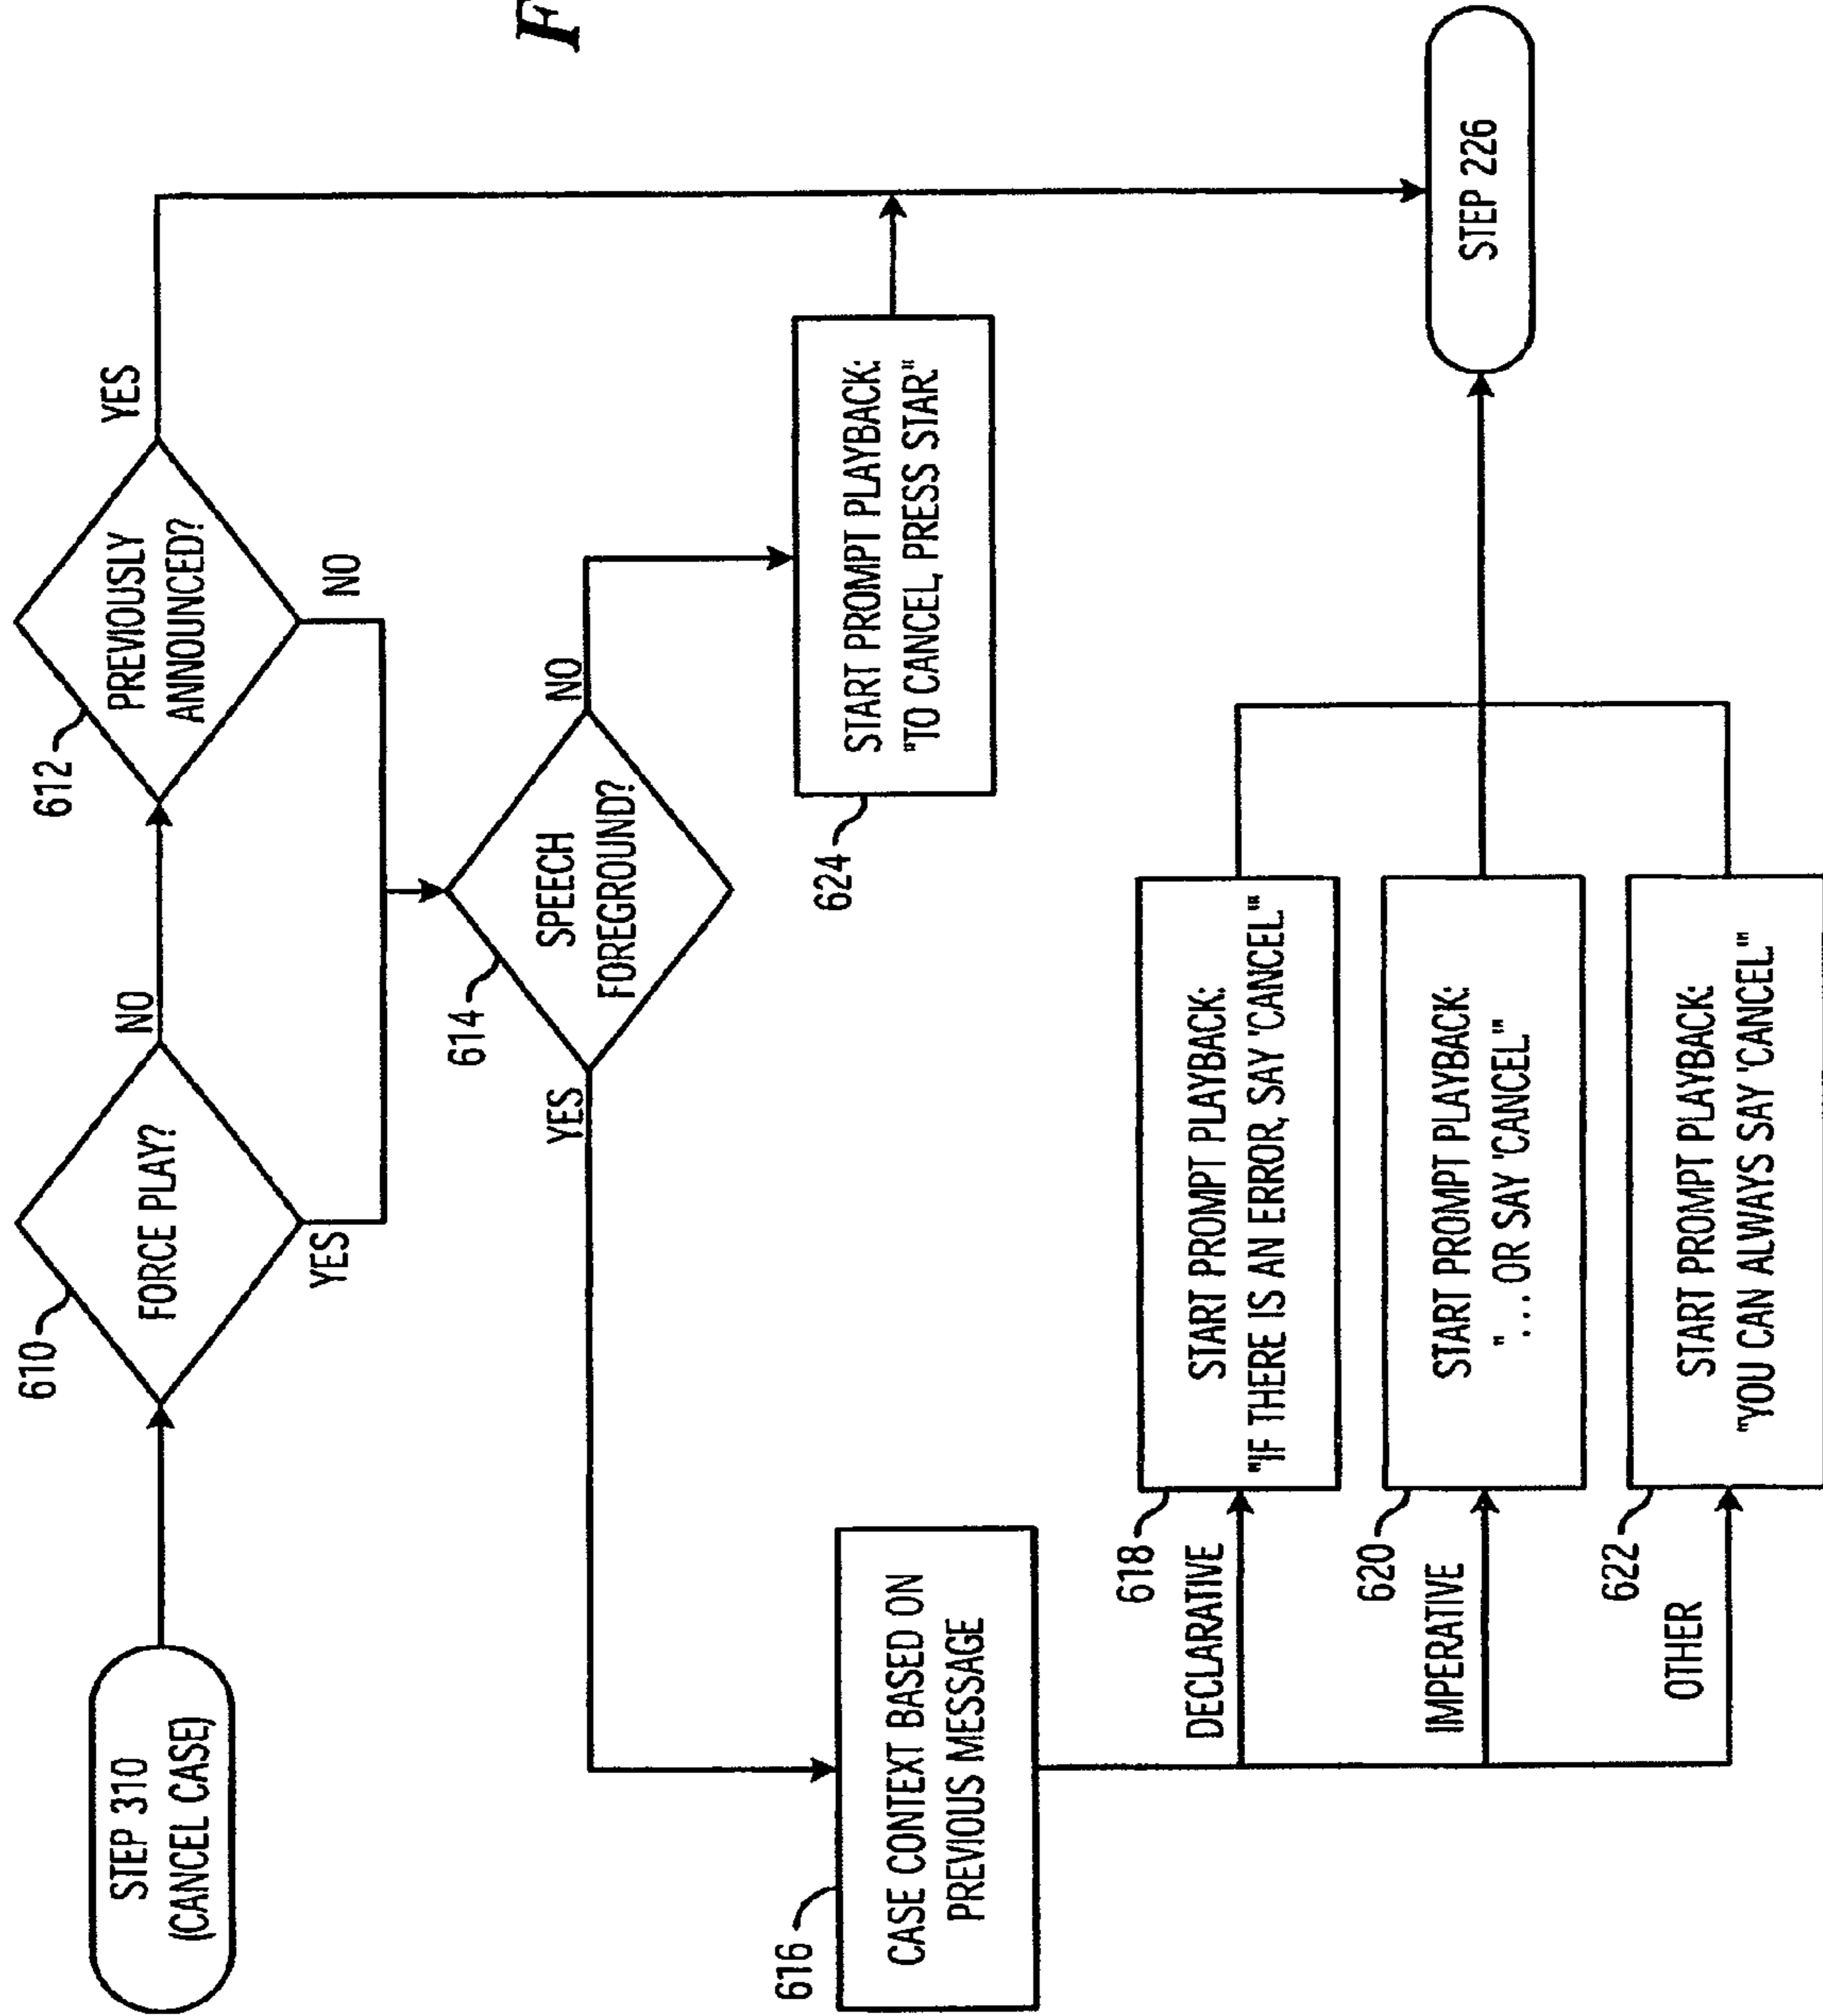 F
STEP 310
(CANCEL CASE)
610
FORCE PLAY?
NO
YES
612
PREVIOUSLY
ANNOUNCED?
YES
NO
614
SPEECH
FOREGROUND?
YES
NO
624
START PROMPT PLAYBACK:
"TO CANCEL, PRESS STAR."
616
CASE CONTEXT BASED ON
PREVIOUS MESSAGE
DECLARATIVE
618
START PROMPT PLAYBACK:
"IF THERE IS AN ERROR, SAY 'CANCEL'"
IMPERATIVE
620
START PROMPT PLAYBACK:
"...OR SAY 'CANCEL'"
OTHER
622
START PROMPT PLAYBACK:
"YOU CAN ALWAYS SAY 'CANCEL'"
STEP 226